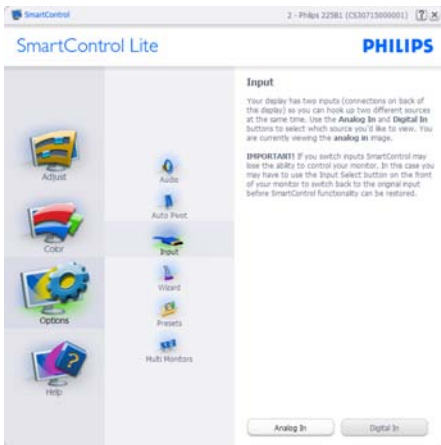 SmartControl
2 - Philips 225B1 (CS30715000001)
SmartControl Lite
PHILIPS
Adjust
Color
Options
Help
Audio
Auto Pivot
Input
Wizard
Presets
Multi Monitors
Input
Your display has two inputs (connections on back of
this display) so you can hook up two different sources
at the same time. Use the Analog In and Digital In
buttons to select which source you'd like to view. You
are currently viewing the analog in image.
IMPORTANT! If you switch inputs SmartControl may
lose the ability to control your monitor. In this case you
may have to use the Input Select button on the front
of your monitor to switch back to the original input
before SmartControl functionality can be restored.
Analog In
Digital In